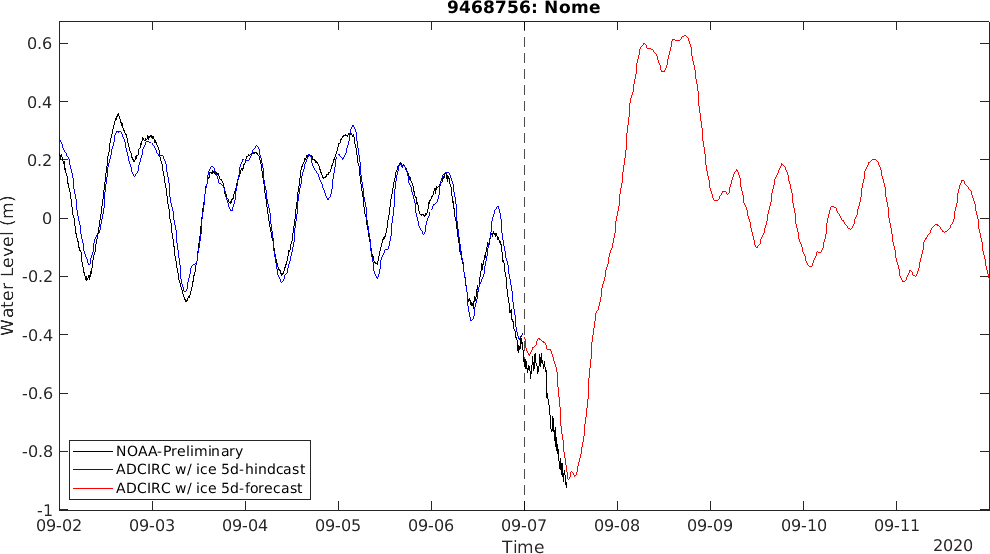 9468756: Nome
Water Level (m)
0.6
0.4
0.2
0
-0.2
-0.4
-0.6
-0.8
-1
NOAA-Preliminary
ADCIRC w/ ice 5d-hindcast
ADCIRC w/ ice 5d-forecast
09-02 09-03 09-04 09-05 09-06 09-07 09-08 09-09 09-10 09-11
Time
2020